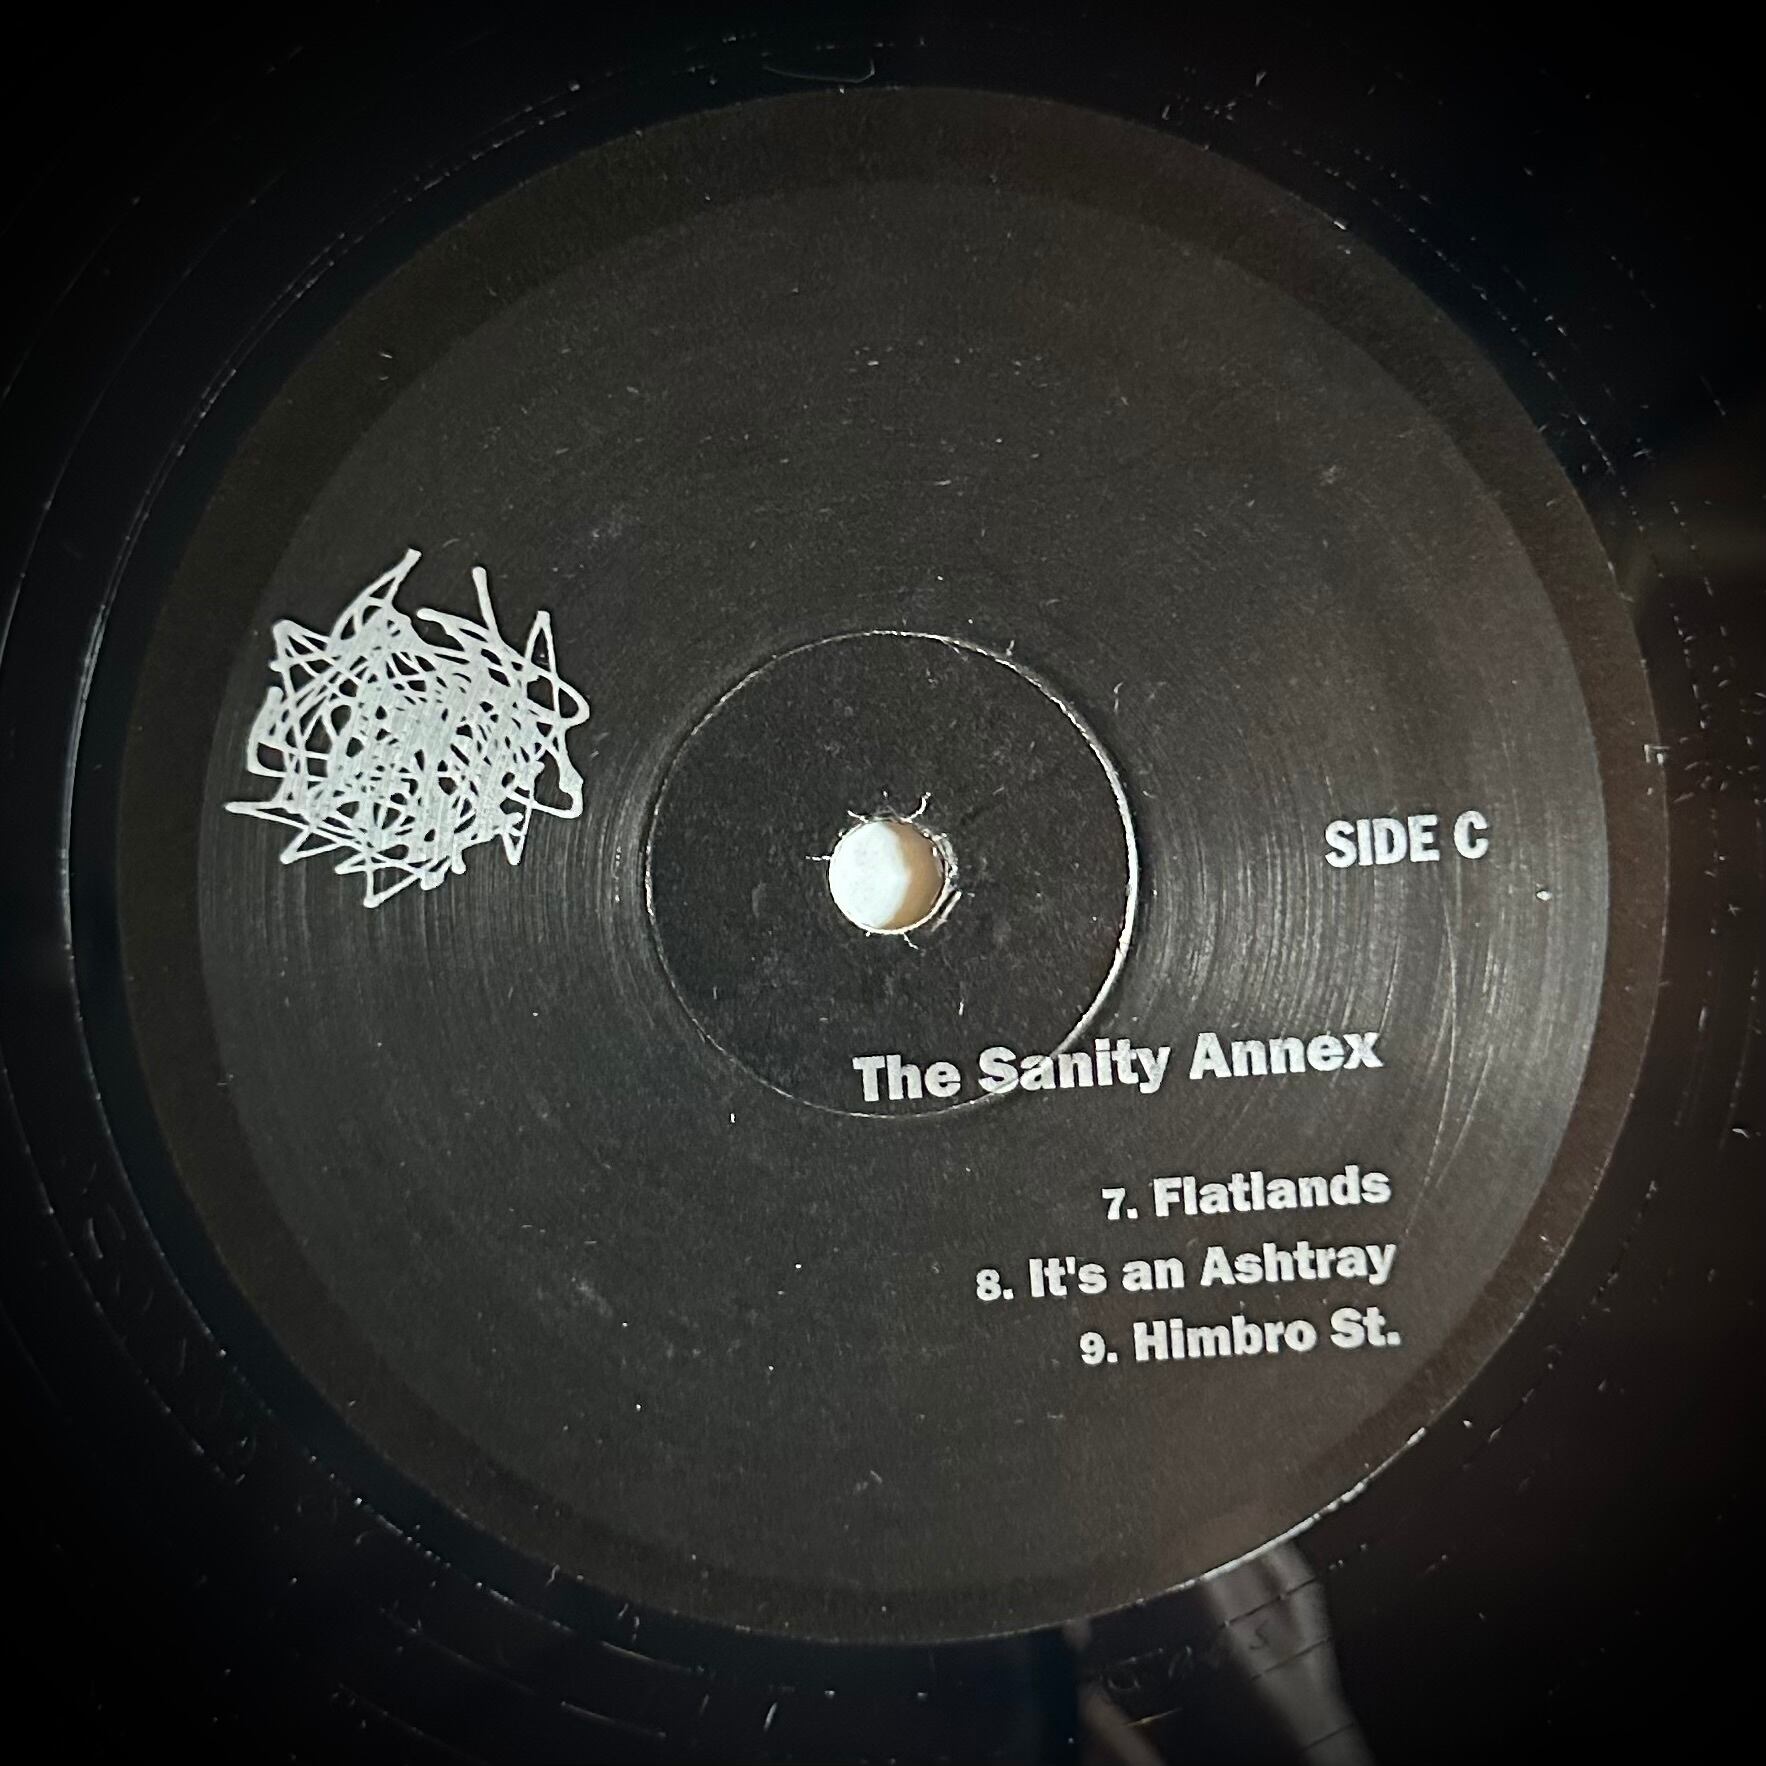 SIDE C
The Sanity Annex
7. Flatlands
8. It's an Ashtray
9. Himbro St.